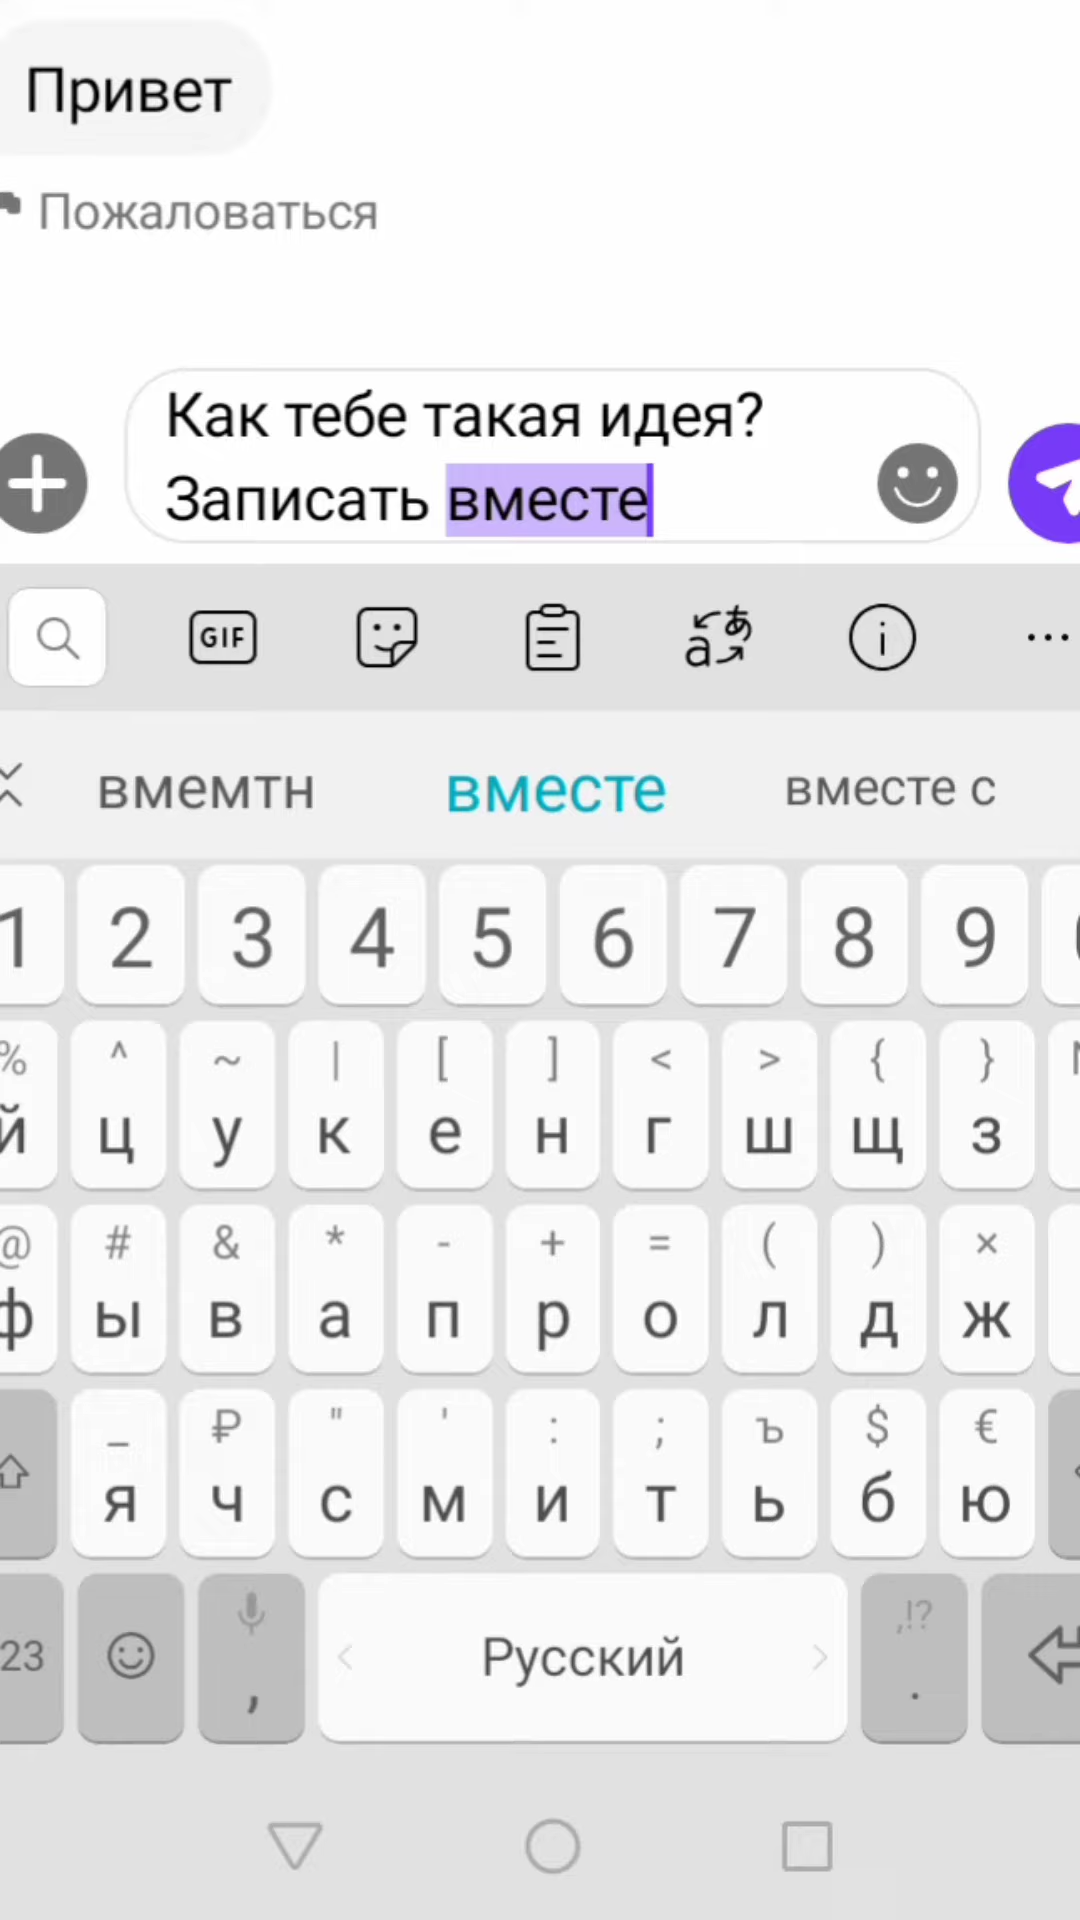 Привет
Пожаловаться
Как тебе такая идея?
Записать вместе
GIF
вмемтн вместе вместе с
1 2 3 4 5 6 7 8 9
% ^ ~ | [ ] < > { }
й ц у к е н г ш щ з
@ # & * - + = ( ) ×
ф ы в а п р о л д ж
_ ₽ " ' : ; ъ $ €
я ч с м и т ь б ю
23 , Русский ,!? .